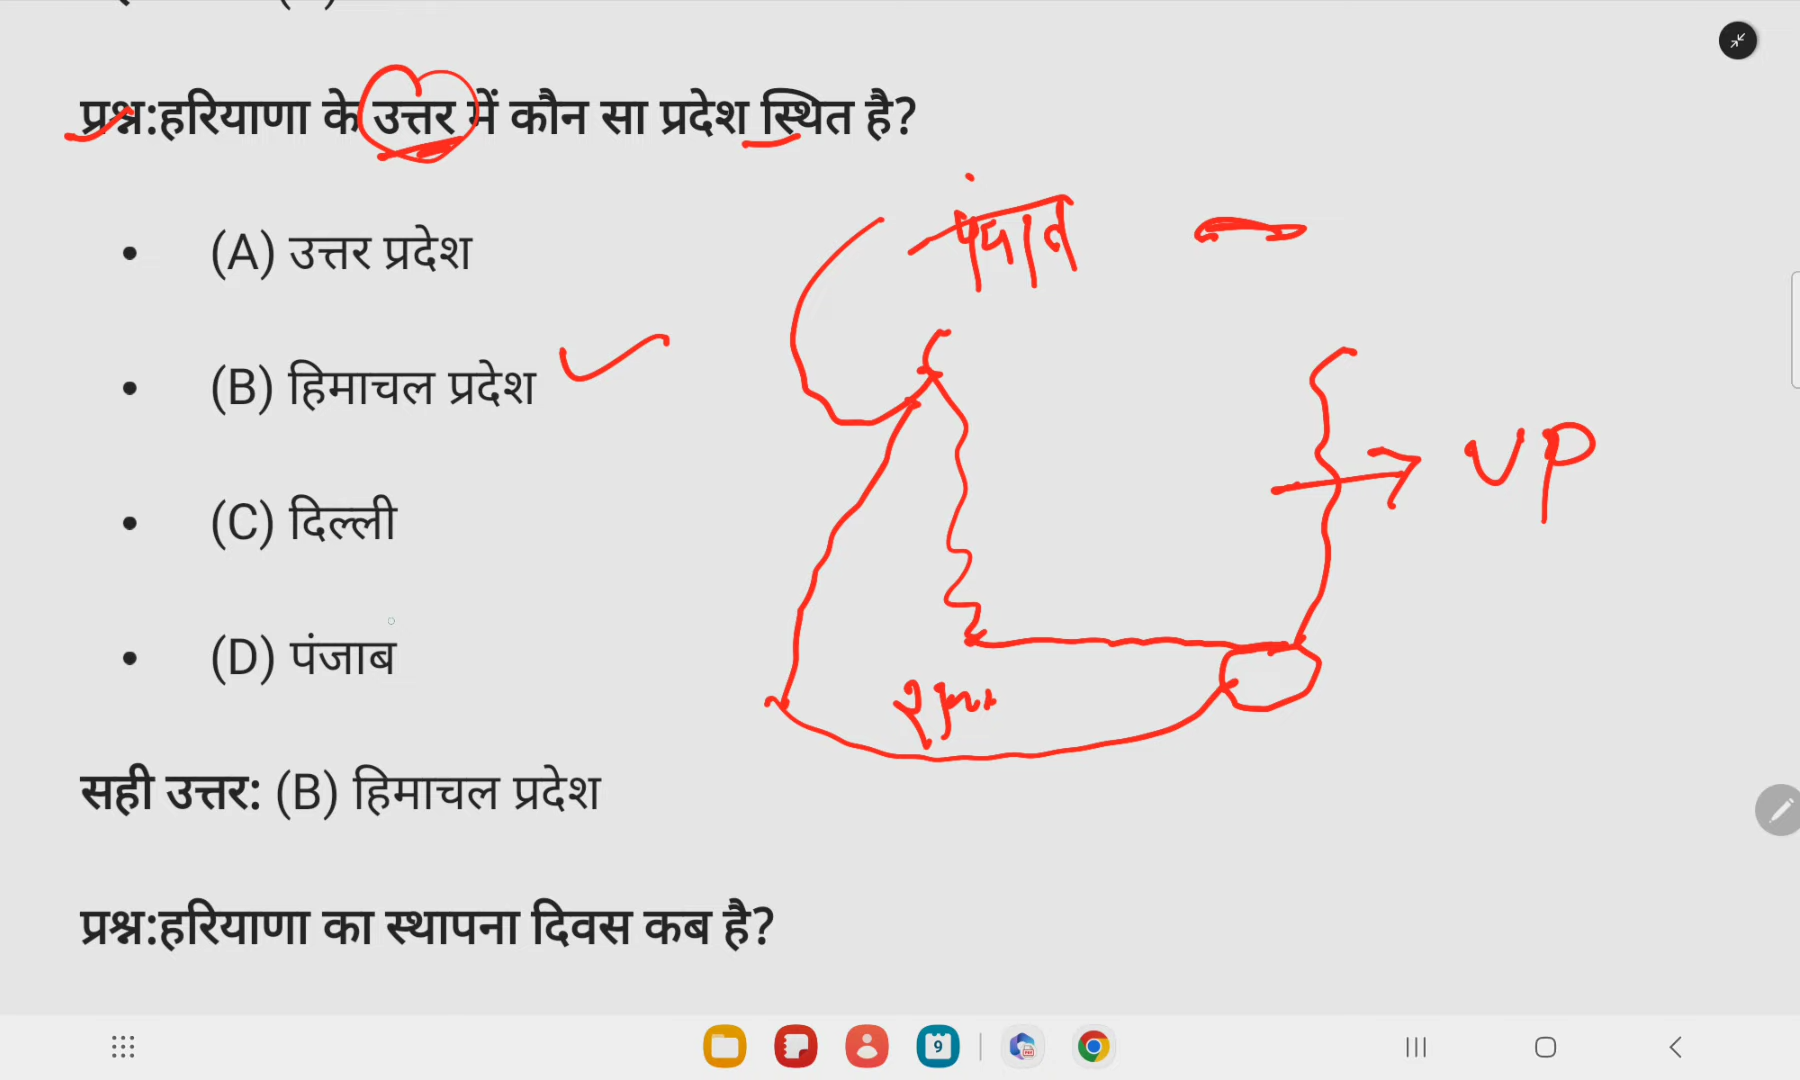 प्रश्न:हरियाणा के उत्तर में कौन सा प्रदेश स्थित है?
(A) उत्तर प्रदेश
(B) हिमाचल प्रदेश
UP
(C) दिल्ली
(D) पंजाब
सही उत्तर: (B) हिमाचल प्रदेश
प्रश्न:हरियाणा का स्थापना दिवस कब है?
9